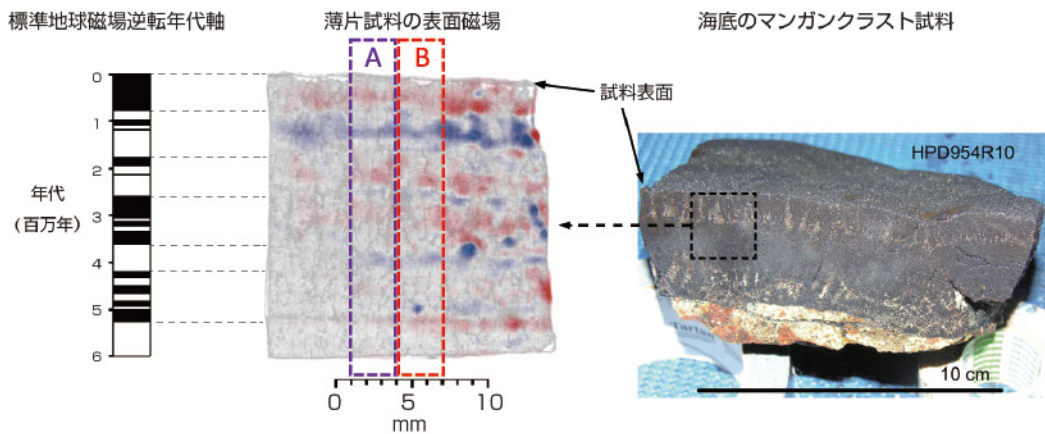 標準地球磁場逆転年代軸
薄片試料の表面磁場
海底のマンガンクラスト試料
A
B
0
1
2
3
4
5
6
年代
(百万年)
試料表面
HPD954R10
10 cm
0
5
10
mm